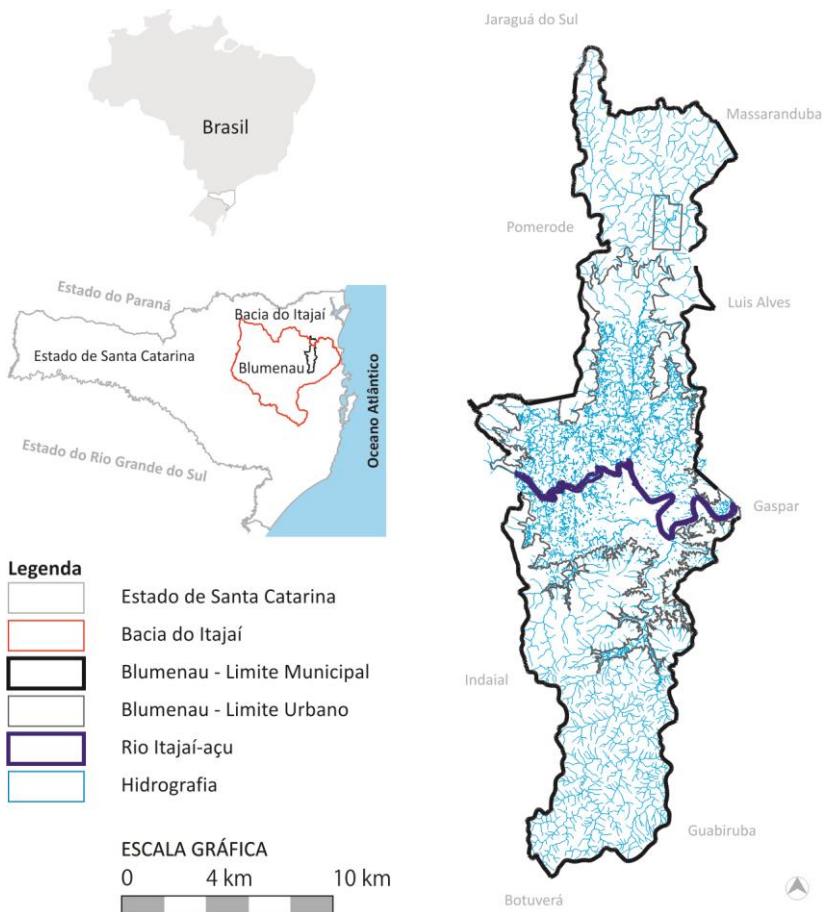 Brasil
Estado do Paraná
Bacia do Itajaí
Estado de Santa Catarina
Blumenau
Oceano Atlântico
Estado do Rio Grande do Sul
Legenda
Estado de Santa Catarina
Bacia do Itajaí
Blumenau - Limite Municipal
Blumenau - Limite Urbano
Rio Itajaí-açu
Hidrografia
ESCALA GRÁFICA
0 4 km 10 km
Jaraguá do Sul
Massaranduba
Pomerode
Luis Alves
Gaspar
Indaial
Guabiruba
Botuverá